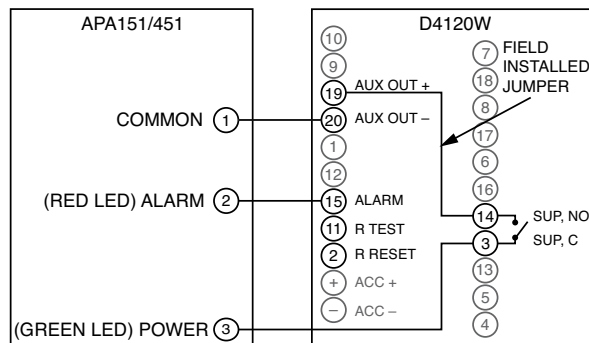 APA151/451
COMMON 1
(RED LED) ALARM 2
(GREEN LED) POWER 3
D4120W
10
9
19 AUX OUT +
20 AUX OUT –
1
12
15 ALARM
11 R TEST
2 R RESET
+ ACC +
– ACC –
7
18
8
17
6
16
14
3
13
5
4
FIELD
INSTALLED
JUMPER
SUP, NO
SUP, C